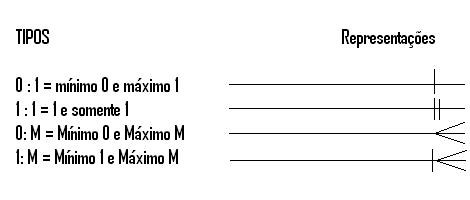 TIPOS Representações
0 : 1 = mínimo 0 e máximo 1
1 : 1 = 1 e somente 1
0: M = Mínimo 0 e Máximo M
1: M = Mínimo 1 e Máximo M